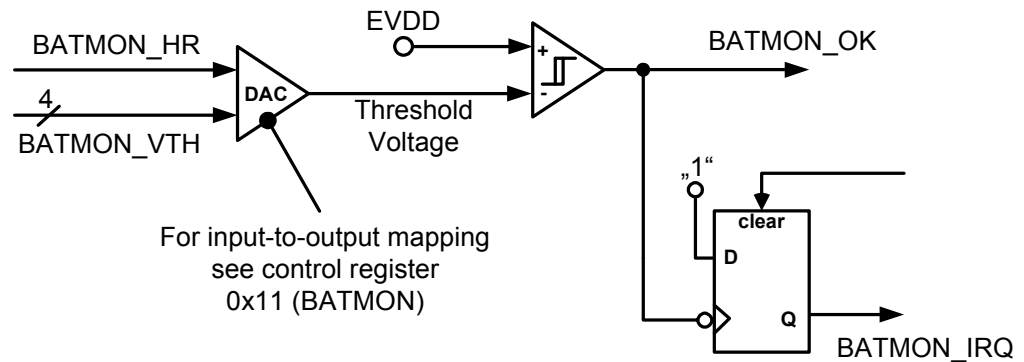 BATMON_HR
EVDD
BATMON_OK
+
-
DAC
4
BATMON_VTH
Threshold
Voltage
„1“
clear
D
Q
For input-to-output mapping
see control register
0x11 (BATMON)
BATMON_IRQ